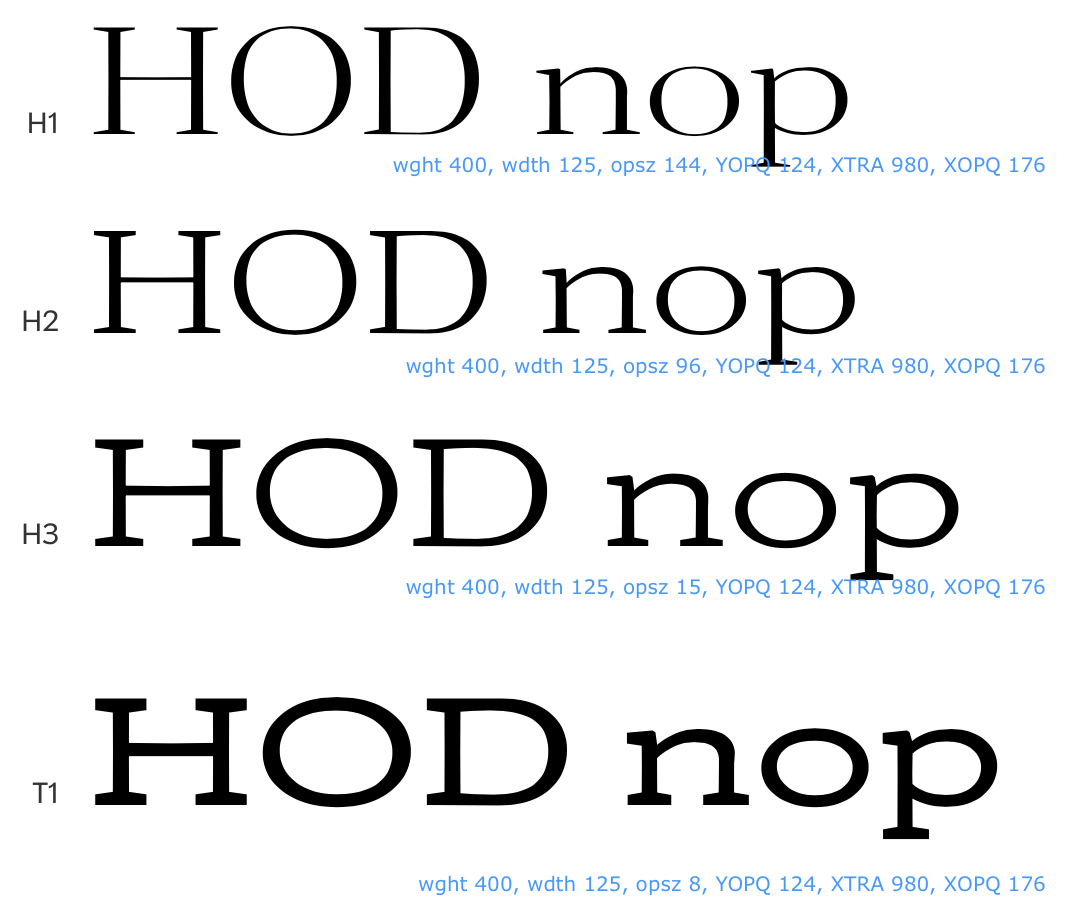 H1 HOD nop
wght 400, wdth 125, opsz 144, YOPQ 124, XTRA 980, XOPQ 176
H2 HOD nop
wght 400, wdth 125, opsz 96, YOPQ 124, XTRA 980, XOPQ 176
H3 HOD nop
wght 400, wdth 125, opsz 15, YOPQ 124, XTRA 980, XOPQ 176
T1 HOD nop
wght 400, wdth 125, opsz 8, YOPQ 124, XTRA 980, XOPQ 176